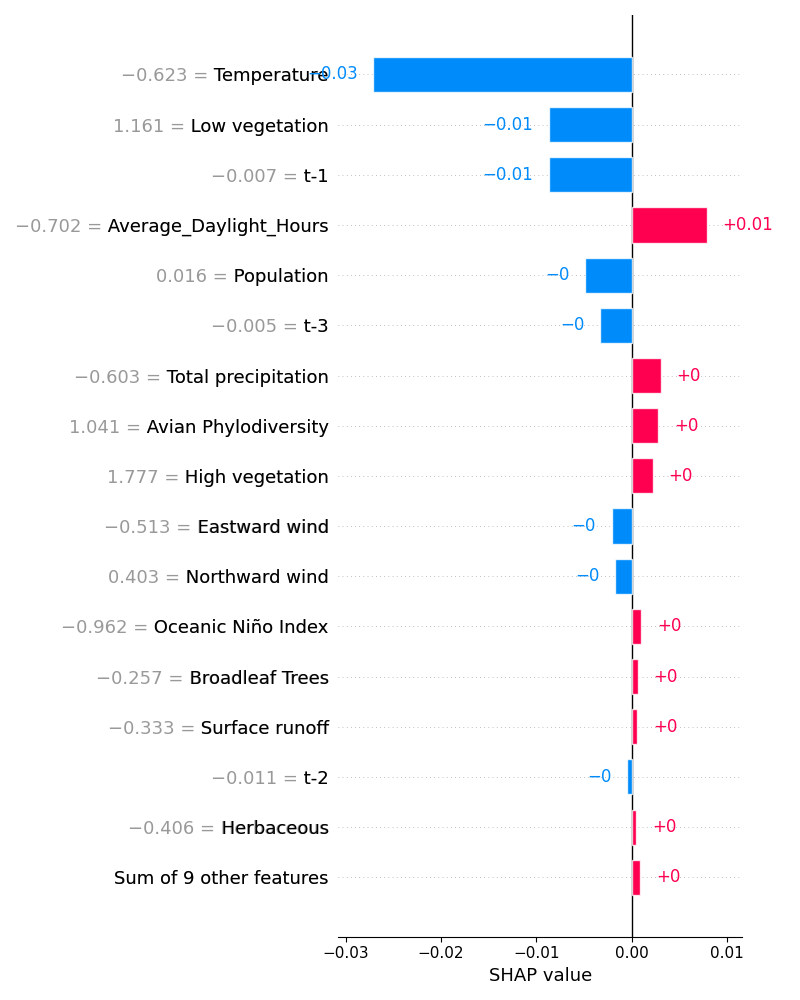 −0.623 = Temperature −0.03
1.161 = Low vegetation −0.01
−0.007 = t-1 −0.01
−0.702 = Average_Daylight_Hours +0.01
0.016 = Population −0
−0.005 = t-3 −0
−0.603 = Total precipitation +0
1.041 = Avian Phylodiversity +0
1.777 = High vegetation +0
−0.513 = Eastward wind −0
0.403 = Northward wind −0
−0.962 = Oceanic Niño Index +0
−0.257 = Broadleaf Trees +0
−0.333 = Surface runoff +0
−0.011 = t-2 −0
−0.406 = Herbaceous +0
Sum of 9 other features +0
−0.03 −0.02 −0.01 0.00 0.01
SHAP value